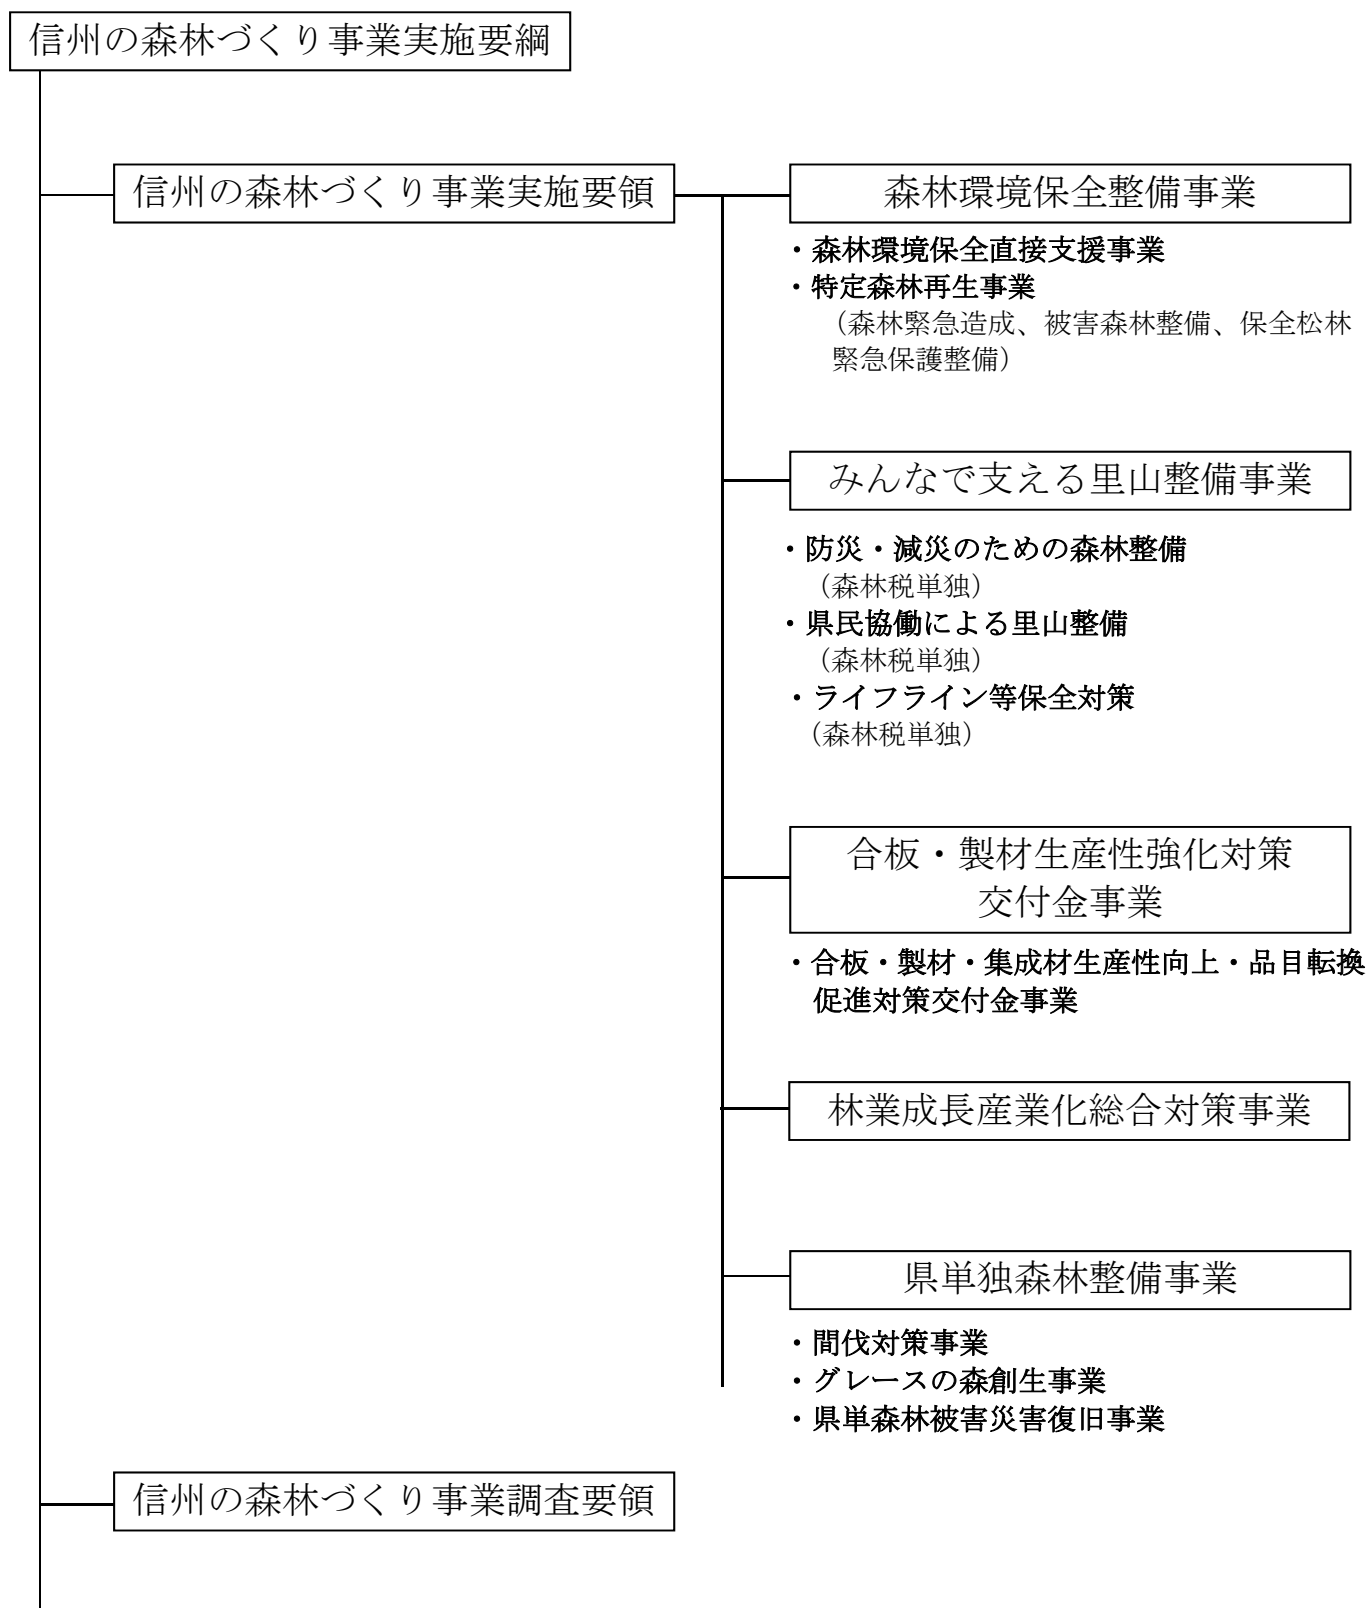 信州の森林づくり事業実施要綱
信州の森林づくり事業実施要領
森林環境保全整備事業
・森林環境保全直接支援事業
・特定森林再生事業
（森林緊急造成、被害森林整備、保全松林
緊急保護整備）
みんなで支える里山整備事業
・防災・減災のための森林整備
（森林税単独）
・県民協働による里山整備
（森林税単独）
・ライフライン等保全対策
（森林税単独）
合板・製材生産性強化対策
交付金事業
・合板・製材・集成材生産性向上・品目転換
促進対策交付金事業
林業成長産業化総合対策事業
県単独森林整備事業
・間伐対策事業
・グレースの森創生事業
・県単森林被害災害復旧事業
信州の森林づくり事業調査要領